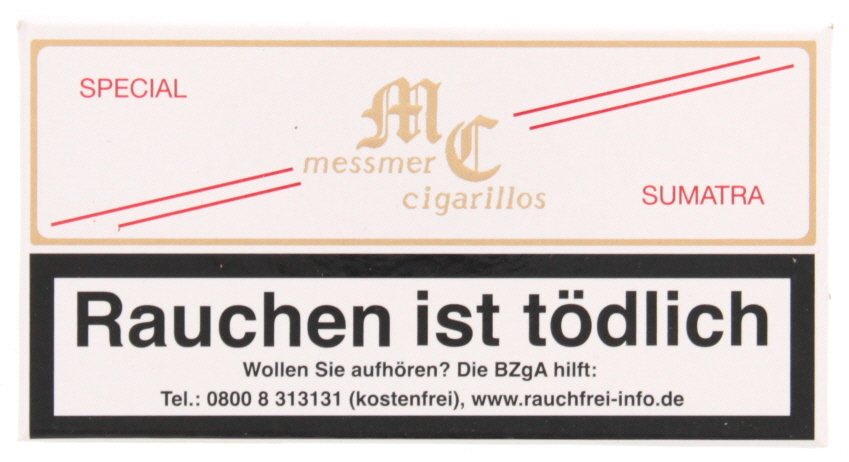 SPECIAL
MC
messmer
cigarillos
SUMATRA
Rauchen ist tödlich
Wollen Sie aufhören? Die BZgA hilft:
Tel.: 0800 8 313131 (kostenfrei), www.rauchfrei-info.de